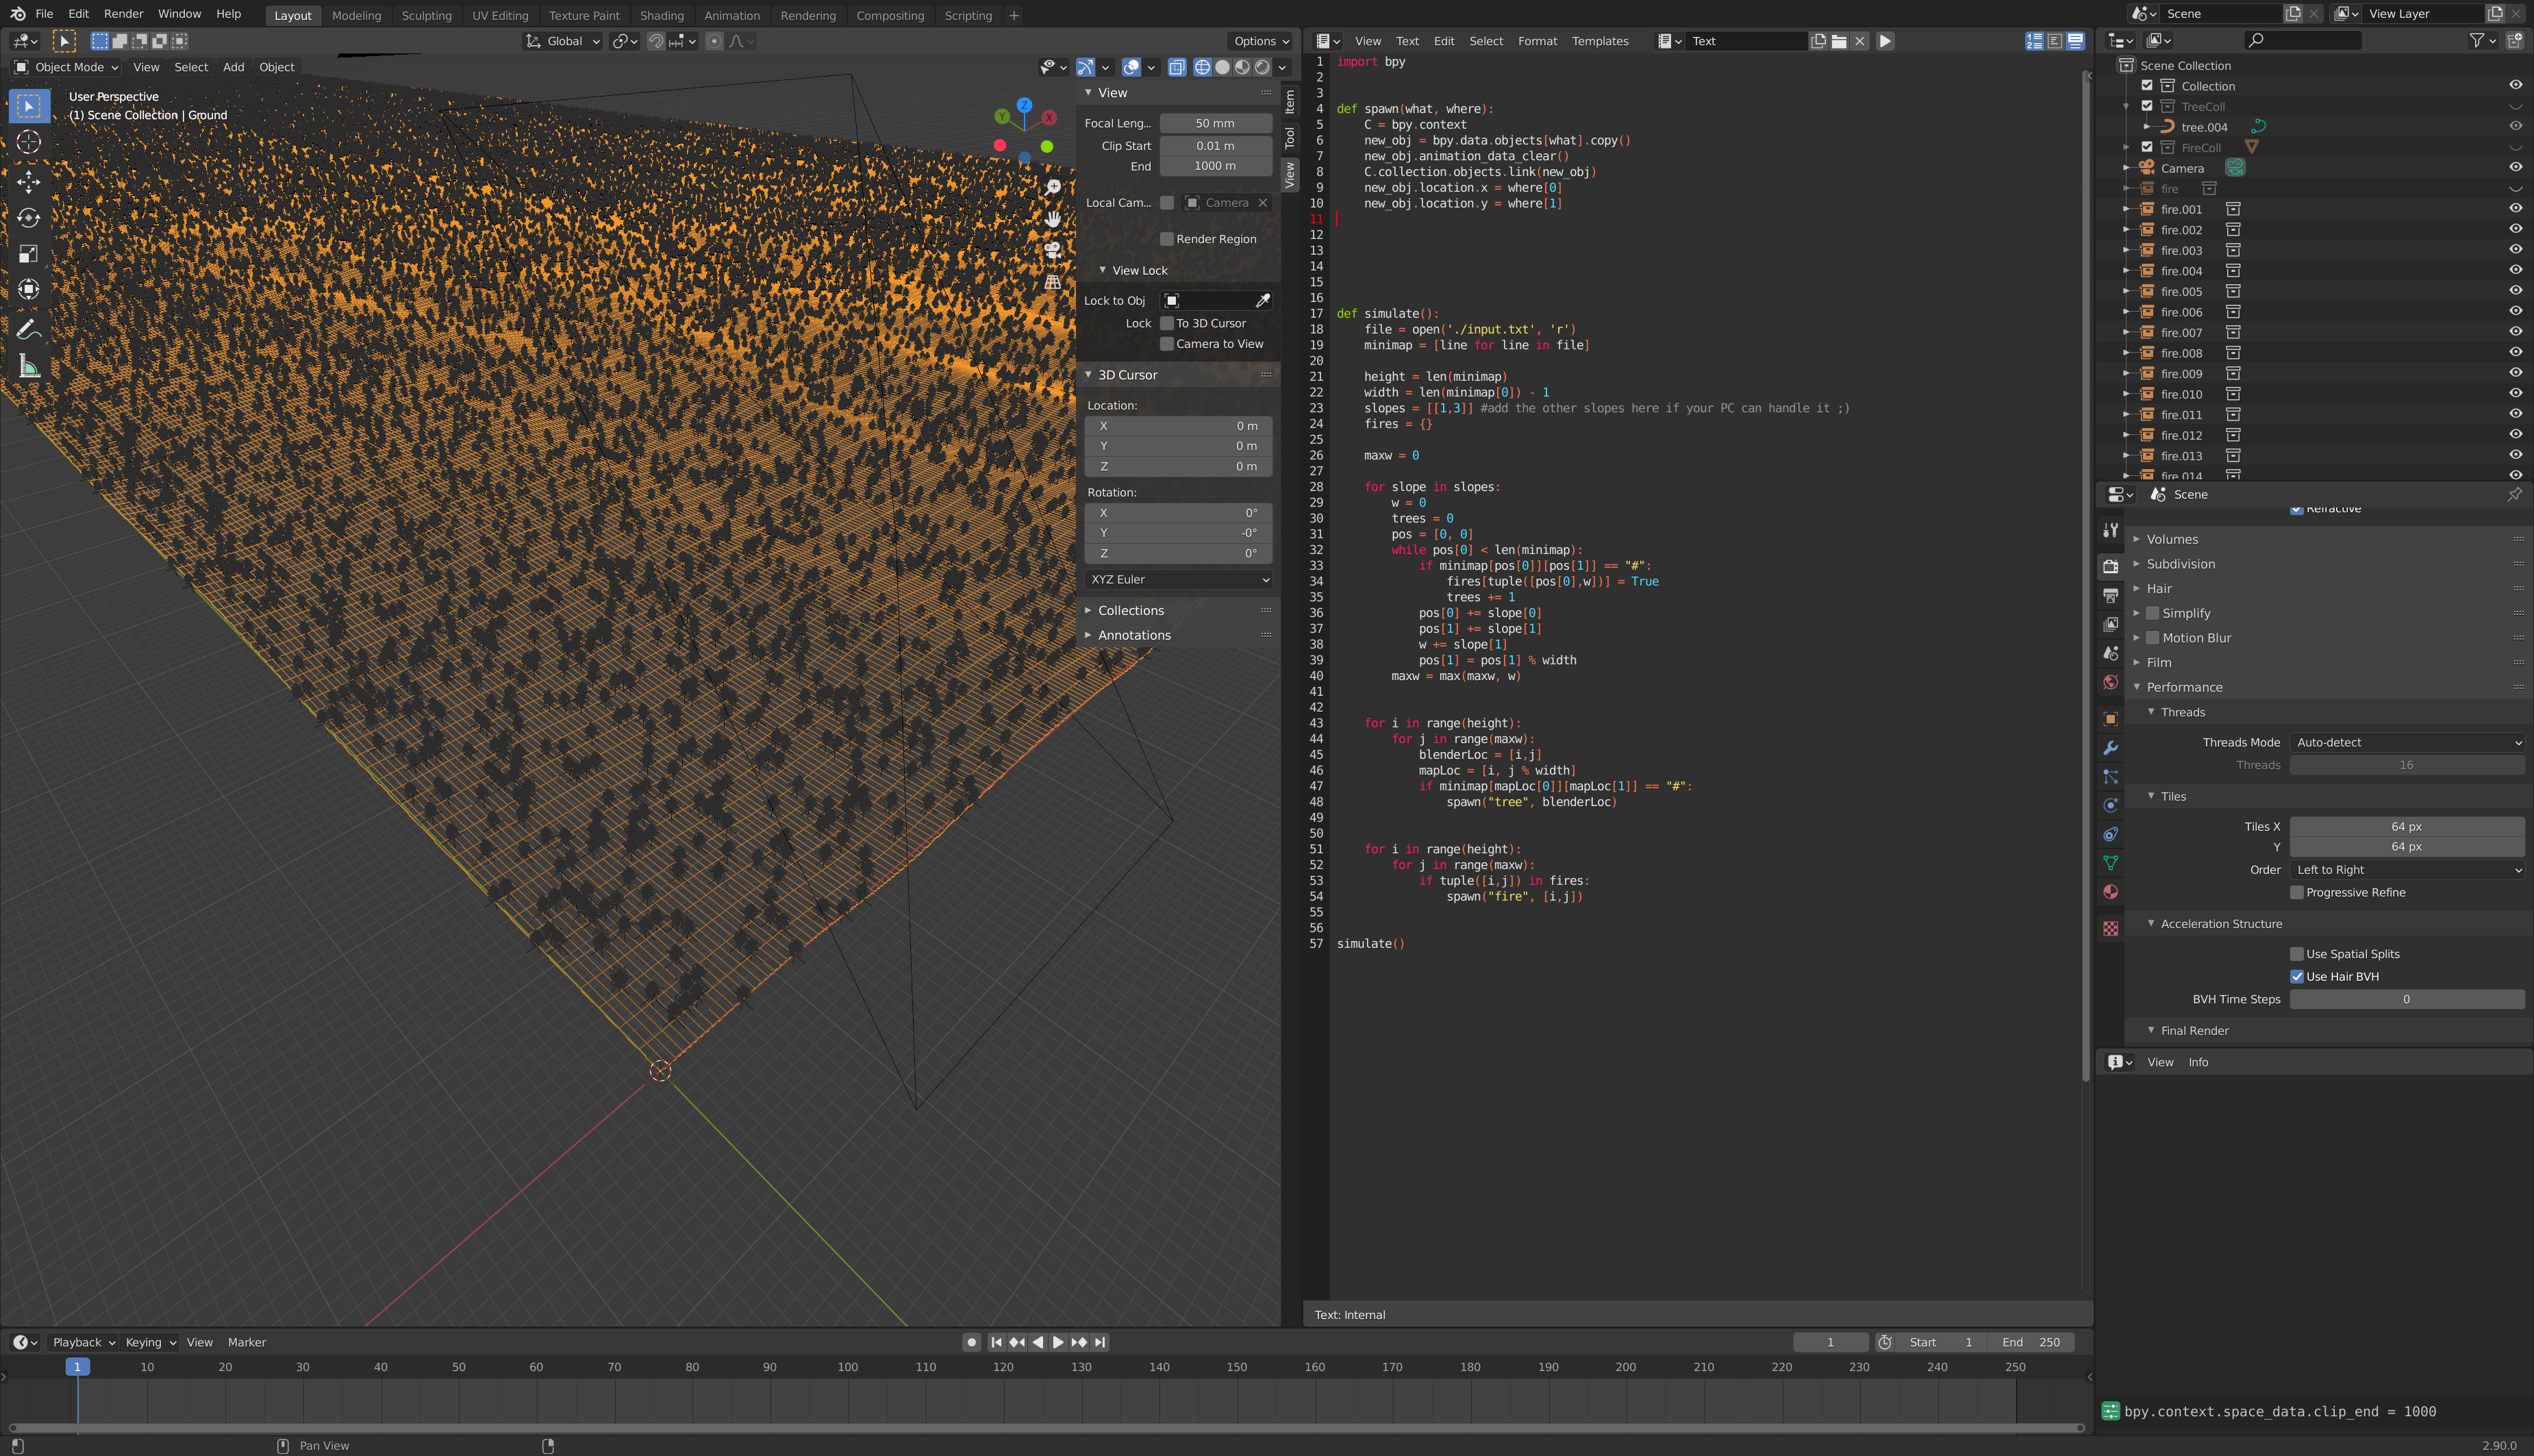 File Edit Render Window Help Layout Modeling Sculpting UV Editing Texture Paint Shading Animation Rendering Compositing Scripting + Scene View Layer
Global Options
Object Mode View Select Add Object
User Perspective
(1) Scene Collection | Ground
Z
Y
X
View
Focal Leng... 50 mm
Clip Start 0.01 m
End 1000 m
Local Cam... Camera
Render Region
View Lock
Lock to Obj
Lock To 3D Cursor
Camera to View
3D Cursor
Location:
X 0 m
Y 0 m
Z 0 m
Rotation:
X 0°
Y -0°
Z 0°
XYZ Euler
Collections
Annotations
Item
Tool
View
View Text Edit Select Format Templates Text
1 import bpy
2
3
4 def spawn(what, where):
5 C = bpy.context
6 new_obj = bpy.data.objects[what].copy()
7 new_obj.animation_data_clear()
8 C.collection.objects.link(new_obj)
9 new_obj.location.x = where[0]
10 new_obj.location.y = where[1]
11
12
13
14
15
16
17 def simulate():
18 file = open('./input.txt', 'r')
19 minimap = [line for line in file]
20
21 height = len(minimap)
22 width = len(minimap[0]) - 1
23 slopes = [[1,3]] #add the other slopes here if your PC can handle it ;)
24 fires = {}
25
26 maxw = 0
27
28 for slope in slopes:
29 w = 0
30 trees = 0
31 pos = [0, 0]
32 while pos[0] < len(minimap):
33 if minimap[pos[0]][pos[1]] == "#":
34 fires[tuple([pos[0],w])] = True
35 trees += 1
36 pos[0] += slope[0]
37 pos[1] += slope[1]
38 w += slope[1]
39 pos[1] = pos[1] % width
40 maxw = max(maxw, w)
41
42
43 for i in range(height):
44 for j in range(maxw):
45 blenderLoc = [i,j]
46 mapLoc = [i, j % width]
47 if minimap[mapLoc[0]][mapLoc[1]] == "#":
48 spawn("tree", blenderLoc)
49
50
51 for i in range(height):
52 for j in range(maxw):
53 if tuple([i,j]) in fires:
54 spawn("fire", [i,j])
55
56
57 simulate()
Text: Internal
Scene Collection
Collection
TreeColl
tree.004
FireColl
Camera
fire
fire.001
fire.002
fire.003
fire.004
fire.005
fire.006
fire.007
fire.008
fire.009
fire.010
fire.011
fire.012
fire.013
fire.014
Scene
Refractive
Volumes
Subdivision
Hair
Simplify
Motion Blur
Film
Performance
Threads
Threads Mode Auto-detect
Threads 16
Tiles
Tiles X 64 px
Y 64 px
Order Left to Right
Progressive Refine
Acceleration Structure
Use Spatial Splits
Use Hair BVH
BVH Time Steps 0
Final Render
View Info
bpy.context.space_data.clip_end = 1000
Playback Keying View Marker 1 Start 1 End 250
1 10 20 30 40 50 60 70 80 90 100 110 120 130 140 150 160 170 180 190 200 210 220 230 240 250
Pan View
2.90.0